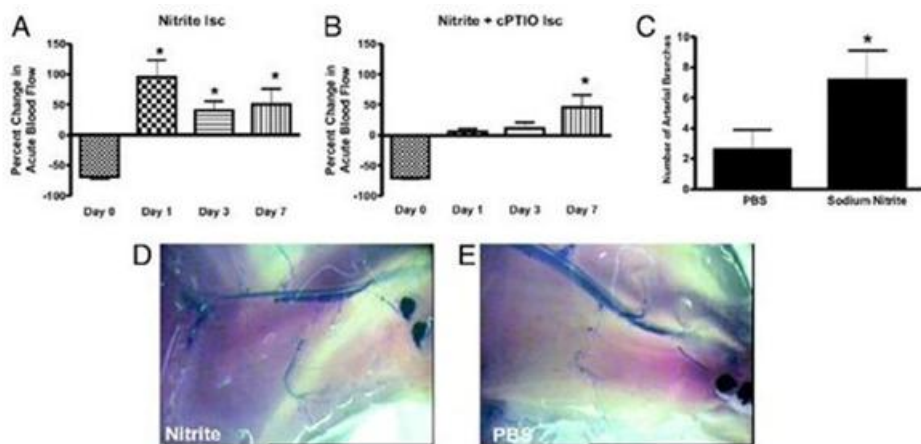 A
Nitrite Isc
Percent Change in
Acute Blood Flow
150
100
50
0
-50
-100
Day 0 Day 1 Day 3 Day 7
*
*
*
B
Nitrite + cPTIO Isc
Percent Change in
Acute Blood Flow
150
100
50
0
-50
-100
Day 0 Day 1 Day 3 Day 7
*
C
Number of Arterial Branches
10
8
6
4
2
0
PBS Sodium Nitrite
*
D
Nitrite
E
PBS